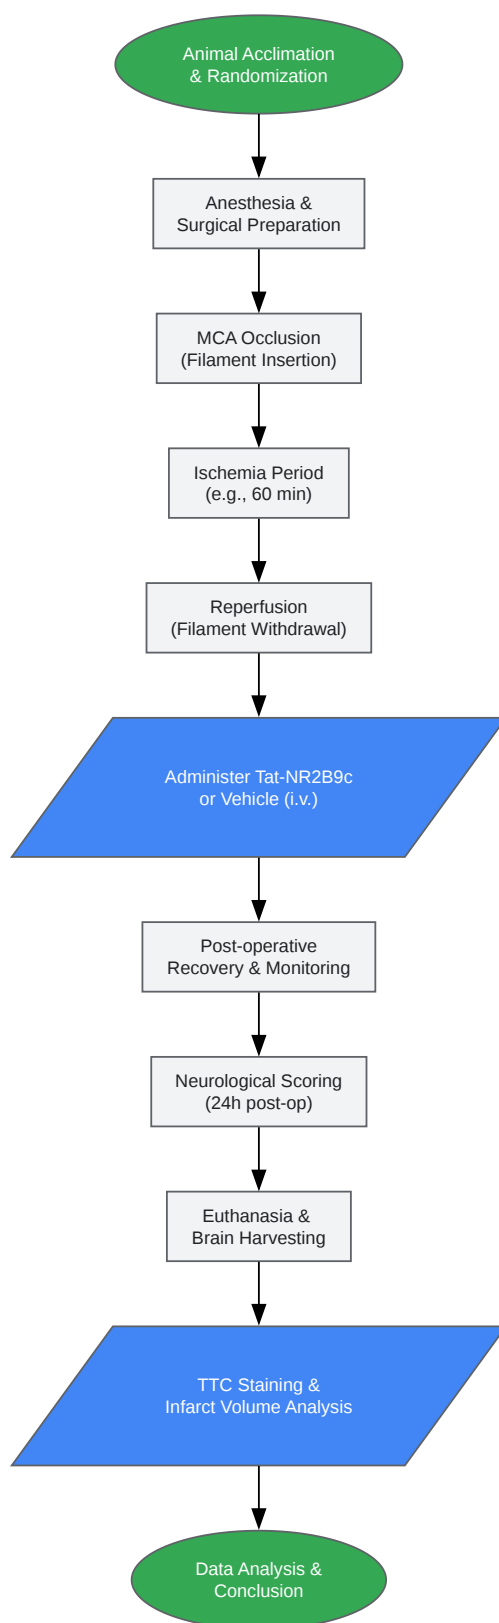 Animal Acclimation
& Randomization
Anesthesia &
Surgical Preparation
MCA Occlusion
(Filament Insertion)
Ischemia Period
(e.g., 60 min)
Reperfusion
(Filament Withdrawal)
Administer Tat-NR2B9c
or Vehicle (i.v.)
Post-operative
Recovery & Monitoring
Neurological Scoring
(24h post-op)
Euthanasia &
Brain Harvesting
TTC Staining &
Infarct Volume Analysis
Data Analysis &
Conclusion